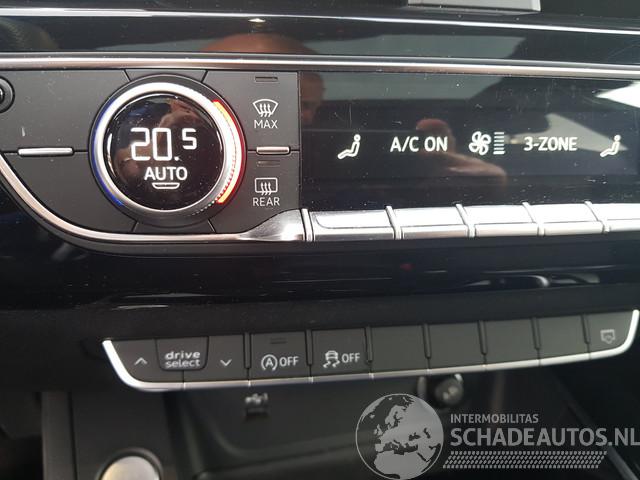 20.5
AUTO
MAX
REAR
A/C ON
3-ZONE
drive
select
A OFF
OFF
INTERMOBILITAS
SCHADEAUTOS.NL